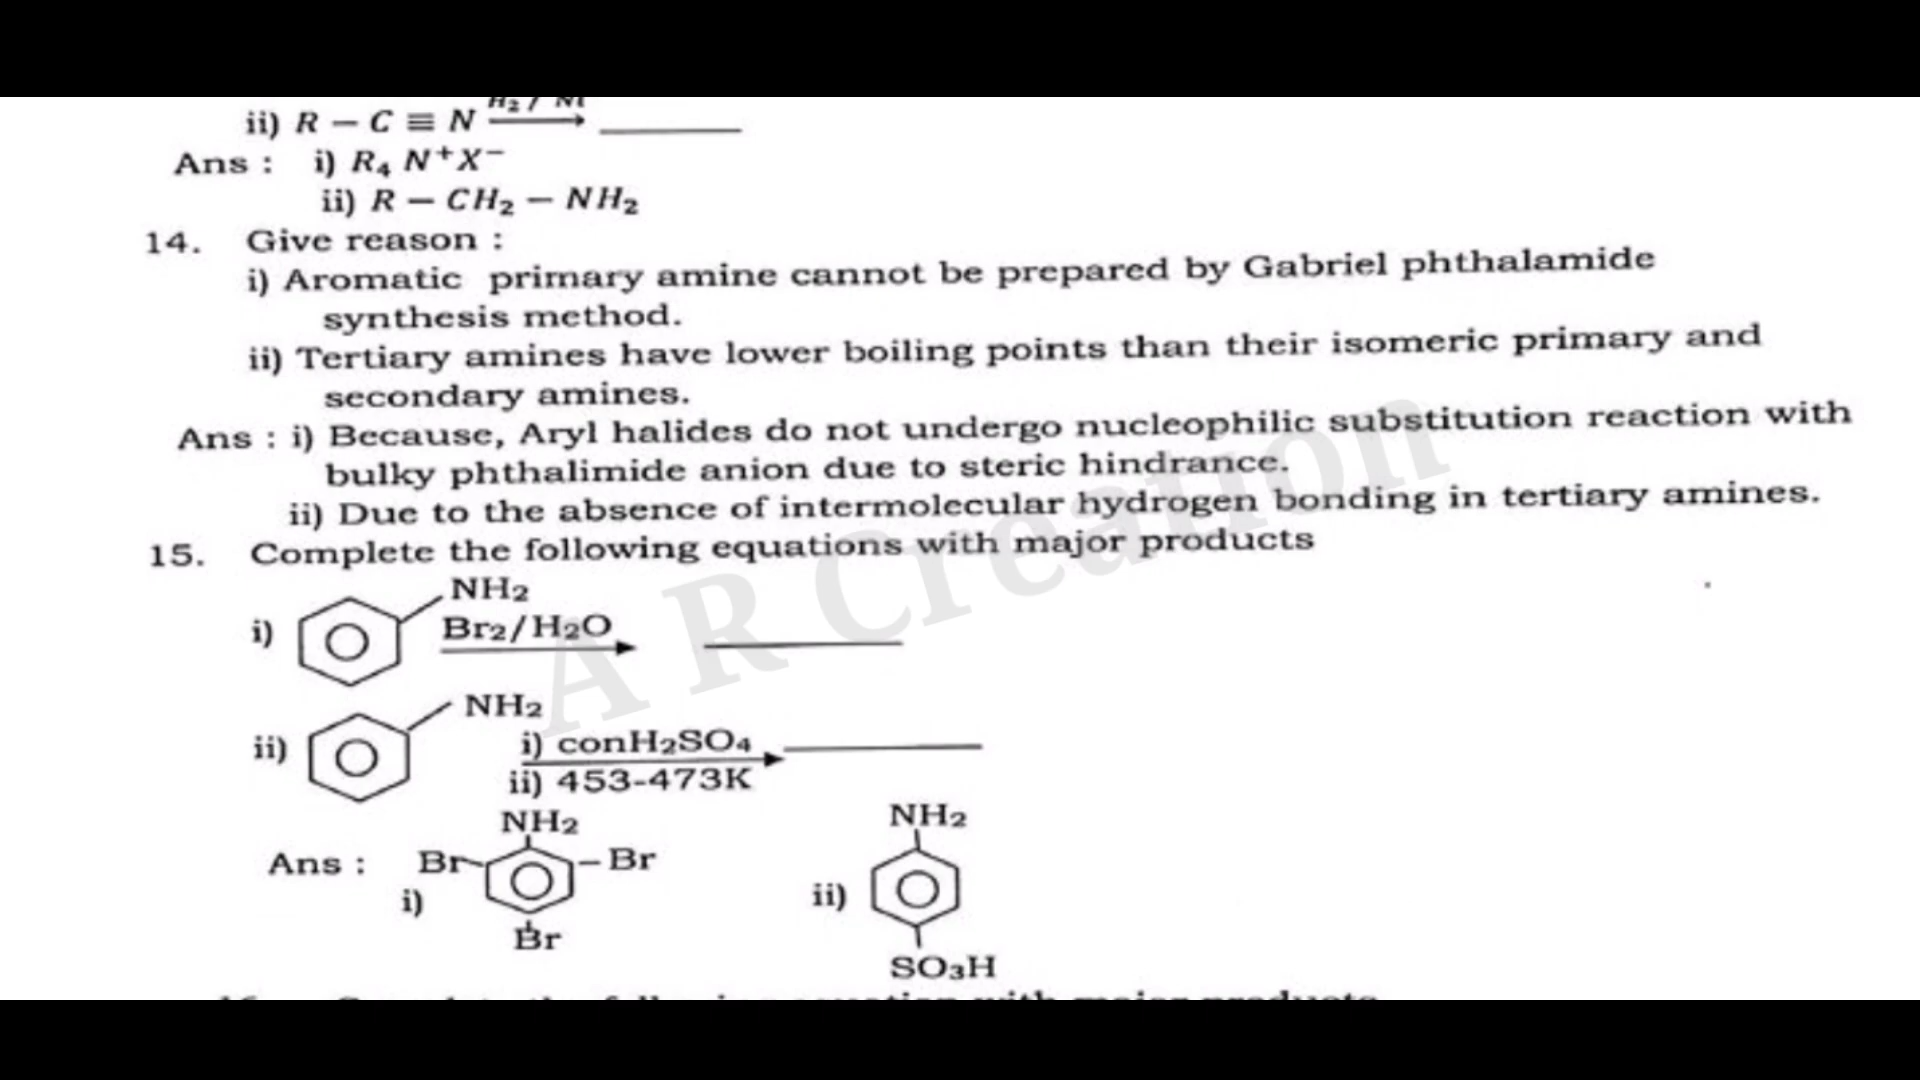 ii) R − C ≡ N H₂ / Ni → ________
Ans : i) R₄ N⁺X⁻
ii) R − CH₂ − NH₂
14. Give reason :
i) Aromatic primary amine cannot be prepared by Gabriel phthalamide
synthesis method.
ii) Tertiary amines have lower boiling points than their isomeric primary and
secondary amines.
Ans : i) Because, Aryl halides do not undergo nucleophilic substitution reaction with
bulky phthalimide anion due to steric hindrance.
ii) Due to the absence of intermolecular hydrogen bonding in tertiary amines.
15. Complete the following equations with major products
NH₂
i) Br₂/H₂O
NH₂
ii) i) conH₂SO₄
ii) 453-473K
NH₂ NH₂
Ans : Br Br
i) ii)
Br
SO₃H
A R Creation